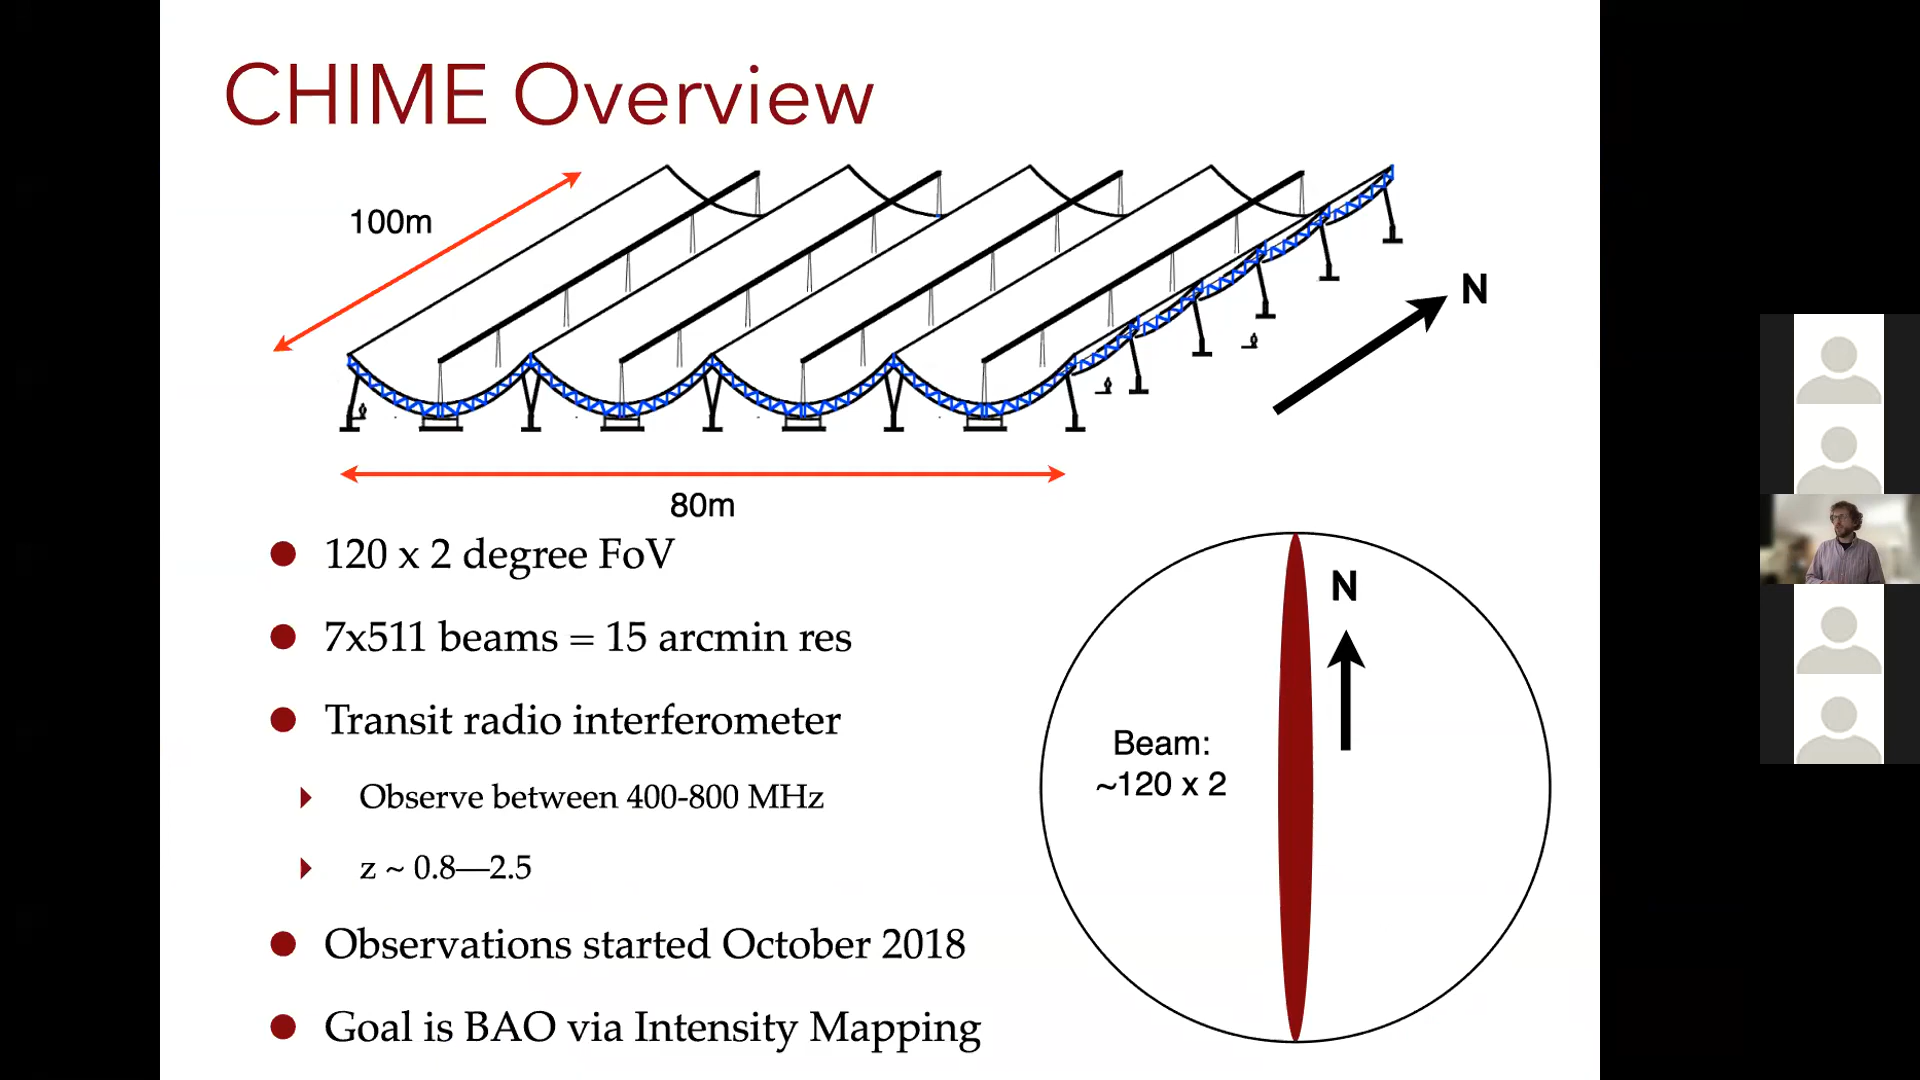 CHIME Overview
100m
N
80m
120 x 2 degree FoV
7x511 beams = 15 arcmin res
Transit radio interferometer
Observe between 400-800 MHz
z ~ 0.8—2.5
Observations started October 2018
Goal is BAO via Intensity Mapping
N
Beam:
~120 x 2